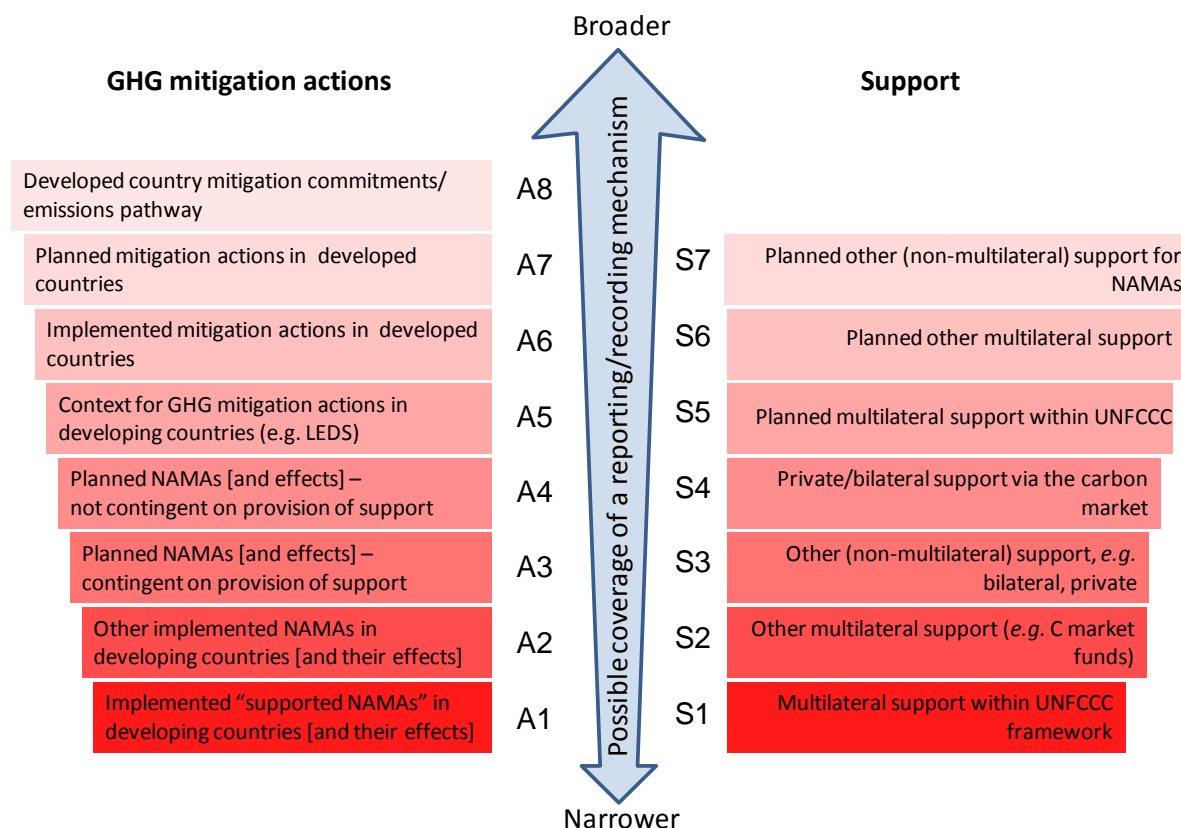 Broader
GHG mitigation actions
Support
Possible coverage of a reporting/recording mechanism
Developed country mitigation commitments/
emissions pathway
A8
Planned mitigation actions in developed
countries
A7
S7
Planned other (non-multilateral) support for
NAMAs
Implemented mitigation actions in developed
countries
A6
S6
Planned other multilateral support
Context for GHG mitigation actions in
developing countries (e.g. LEDS)
A5
S5
Planned multilateral support within UNFCCC
Planned NAMAs [and effects] –
not contingent on provision of support
A4
S4
Private/bilateral support via the carbon
market
Planned NAMAs [and effects] –
contingent on provision of support
A3
S3
Other (non-multilateral) support, e.g.
bilateral, private
Other implemented NAMAs in
developing countries [and their effects]
A2
S2
Other multilateral support (e.g. C market
funds)
Implemented “supported NAMAs” in
developing countries [and their effects]
A1
S1
Multilateral support within UNFCCC
framework
Narrower